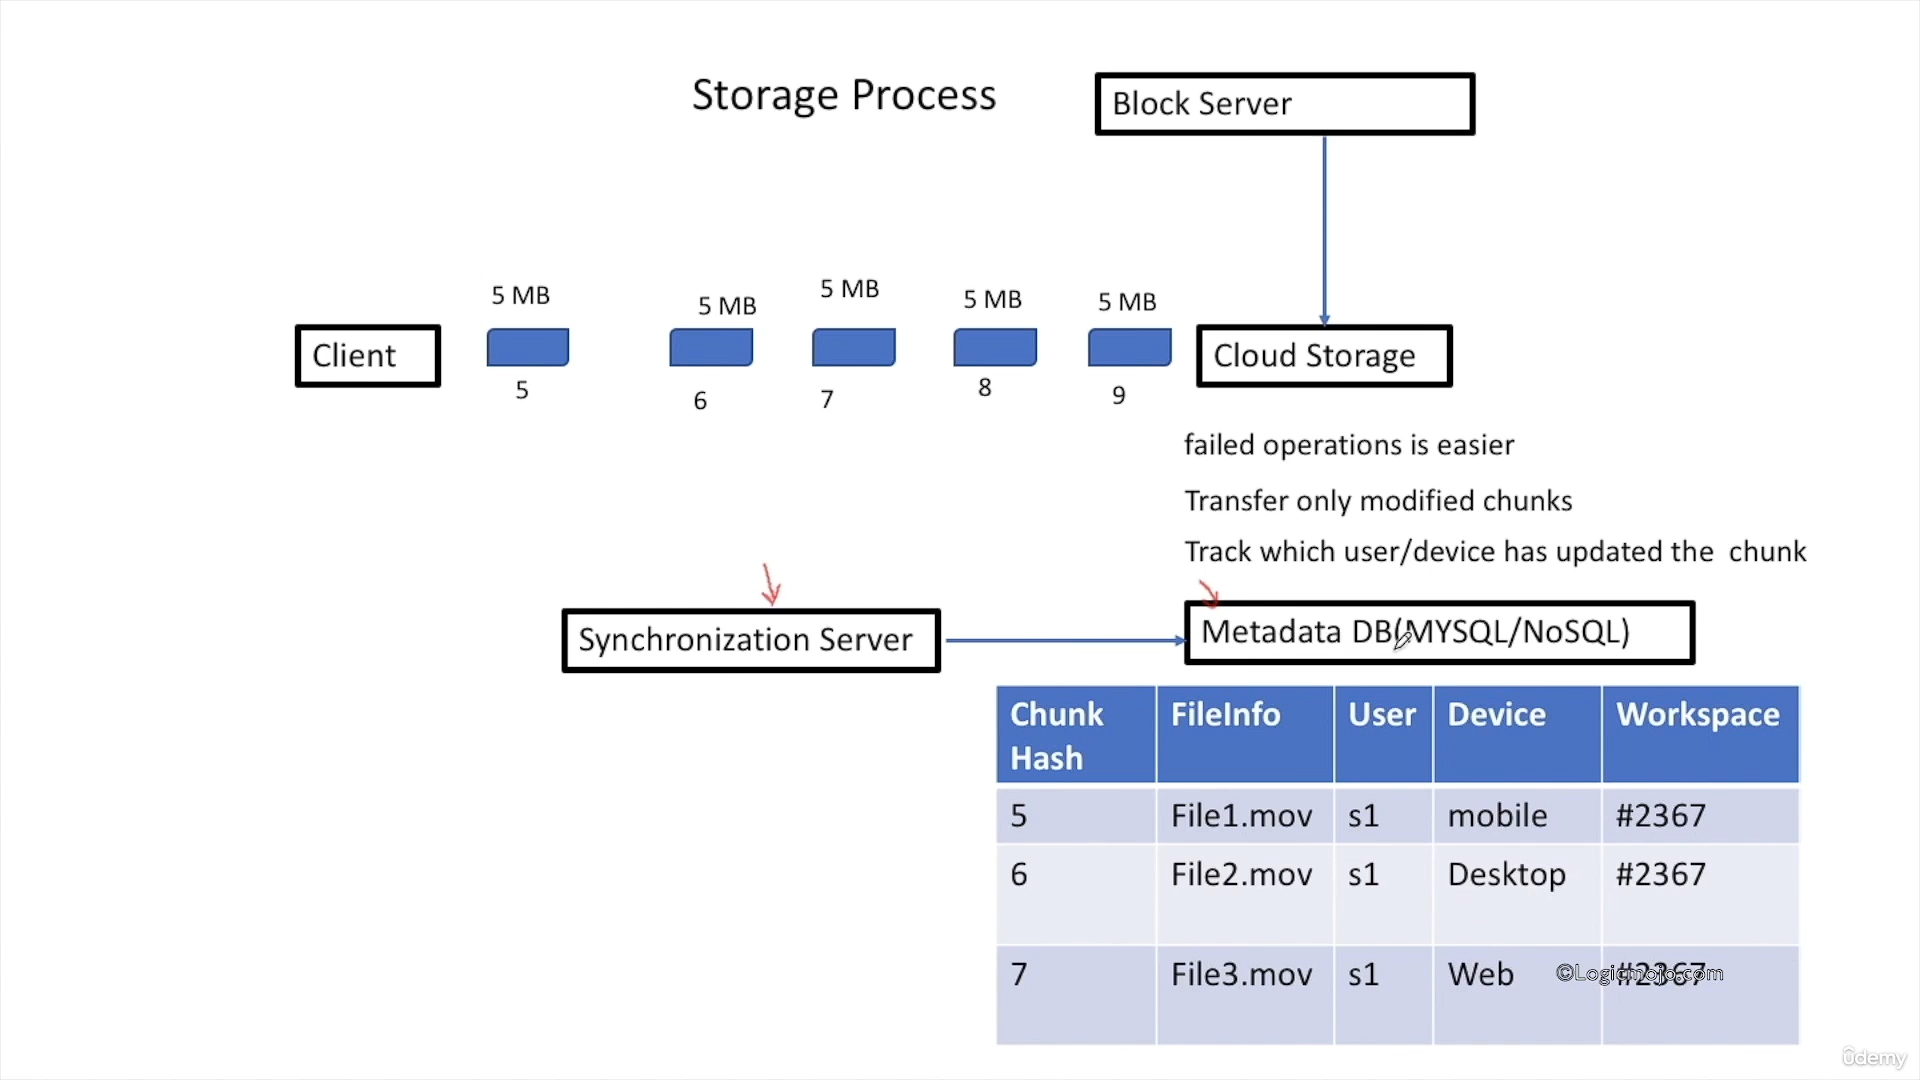 Storage Process
Block Server
5 MB
5 MB
5 MB
5 MB
5 MB
Client
Cloud Storage
5
6
7
8
9
failed operations is easier
Transfer only modified chunks
Track which user/device has updated the chunk
Synchronization Server
Metadata DB(MYSQL/NoSQL)
Chunk Hash FileInfo User Device Workspace
5 File1.mov s1 mobile #2367
6 File2.mov s1 Desktop #2367
7 File3.mov s1 Web #2367
©Logicmojo.com
ûdemy